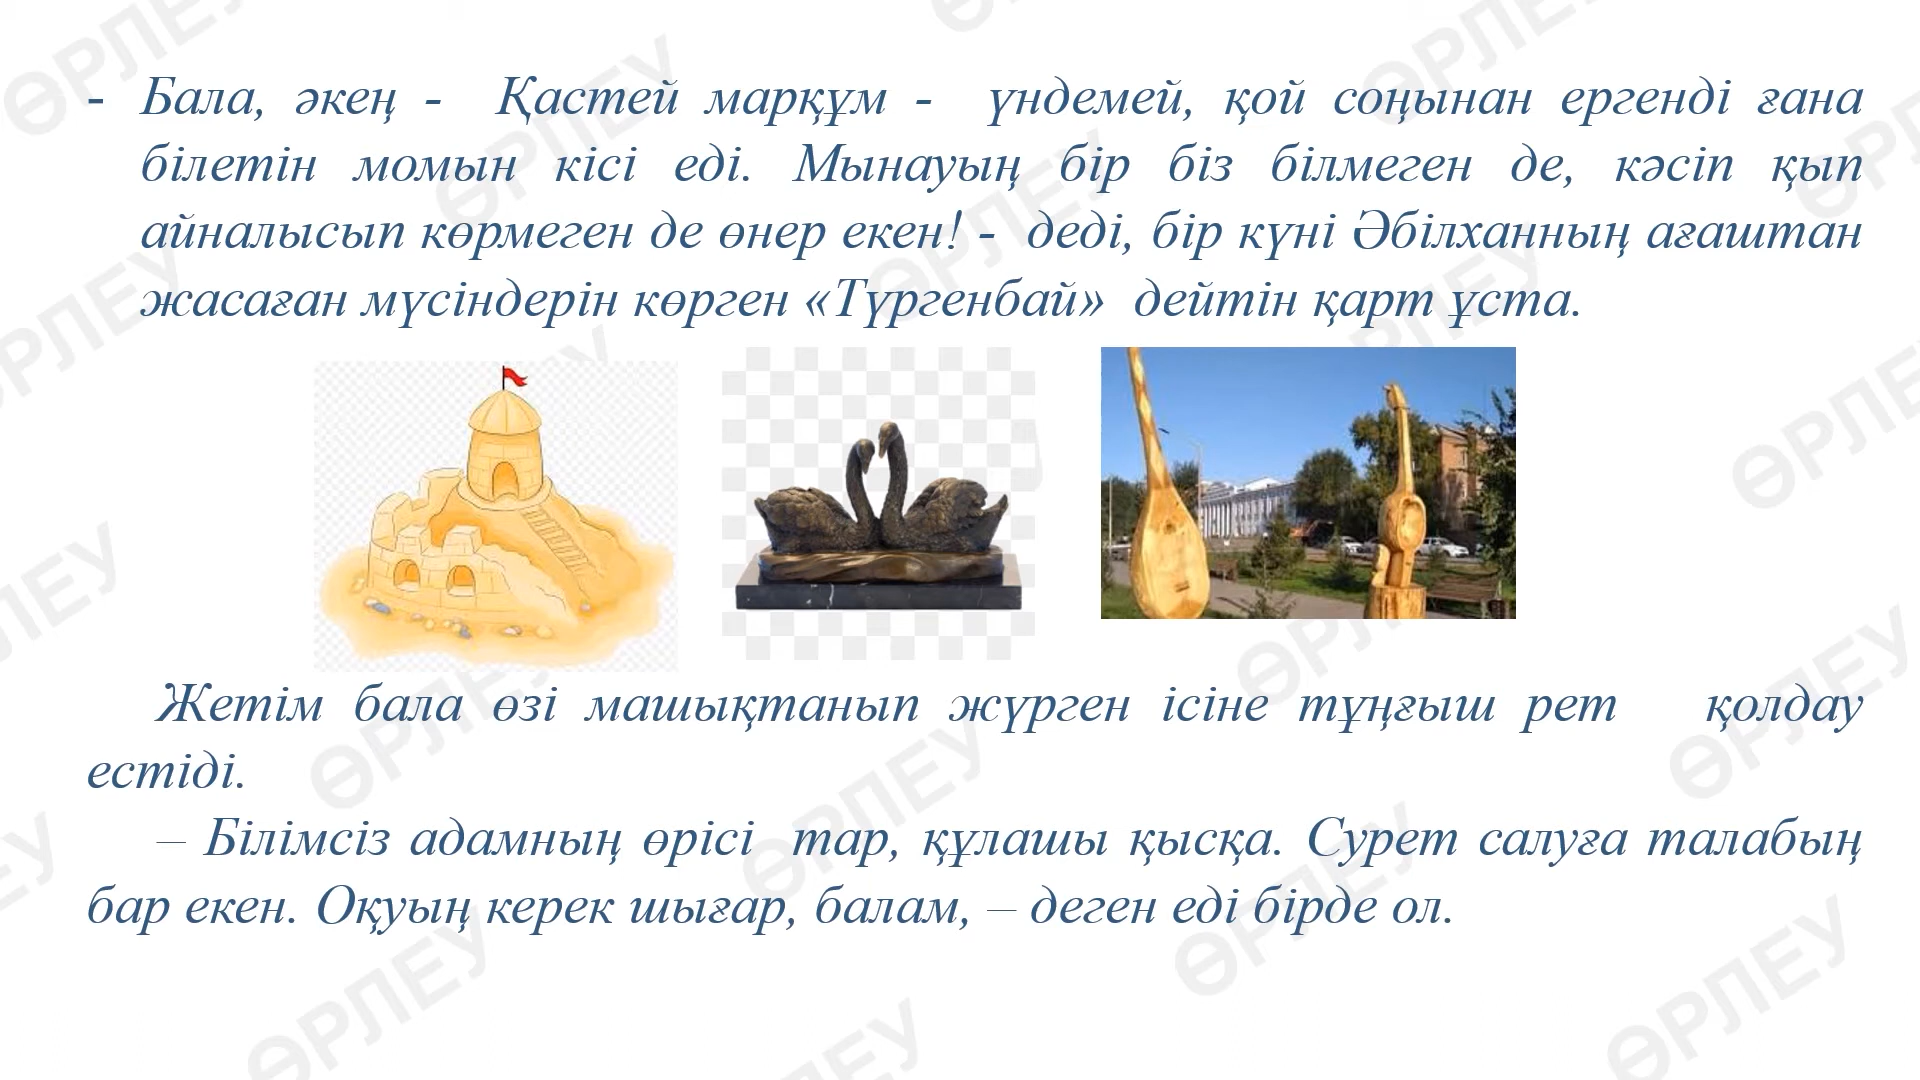 - Бала, әкең - Қастей марқұм - үндемей, қой соңынан ергенді ғана
білетін момын кісі еді. Мынауың бір біз білмеген де, кәсіп қып
айналысып көрмеген де өнер екен! - деді, бір күні Әбілханның ағаштан
жасаған мүсіндерін көрген «Түргенбай» дейтін қарт ұста.
Жетім бала өзі машықтанып жүрген ісіне тұңғыш рет қолдау
естіді.
– Білімсіз адамның өрісі тар, құлашы қысқа. Сурет салуға талабың
бар екен. Оқуың керек шығар, балам, – деген еді бірде ол.